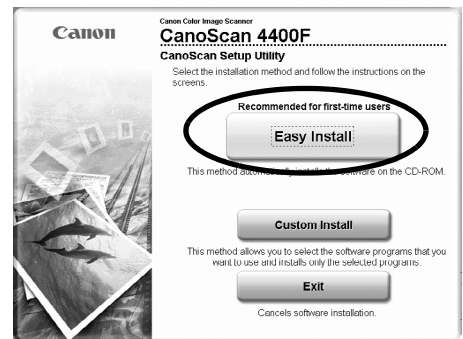 Canon
Canon Color Image Scanner
CanoScan 4400F
CanoScan Setup Utility
Select the installation method and follow the instructions on the
screens.
Recommended for first-time users
Easy Install
This method automatically installs the software on the CD-ROM.
Custom Install
This method allows you to select the software programs that you
want to use and installs only the selected programs.
Exit
Cancels software installation.